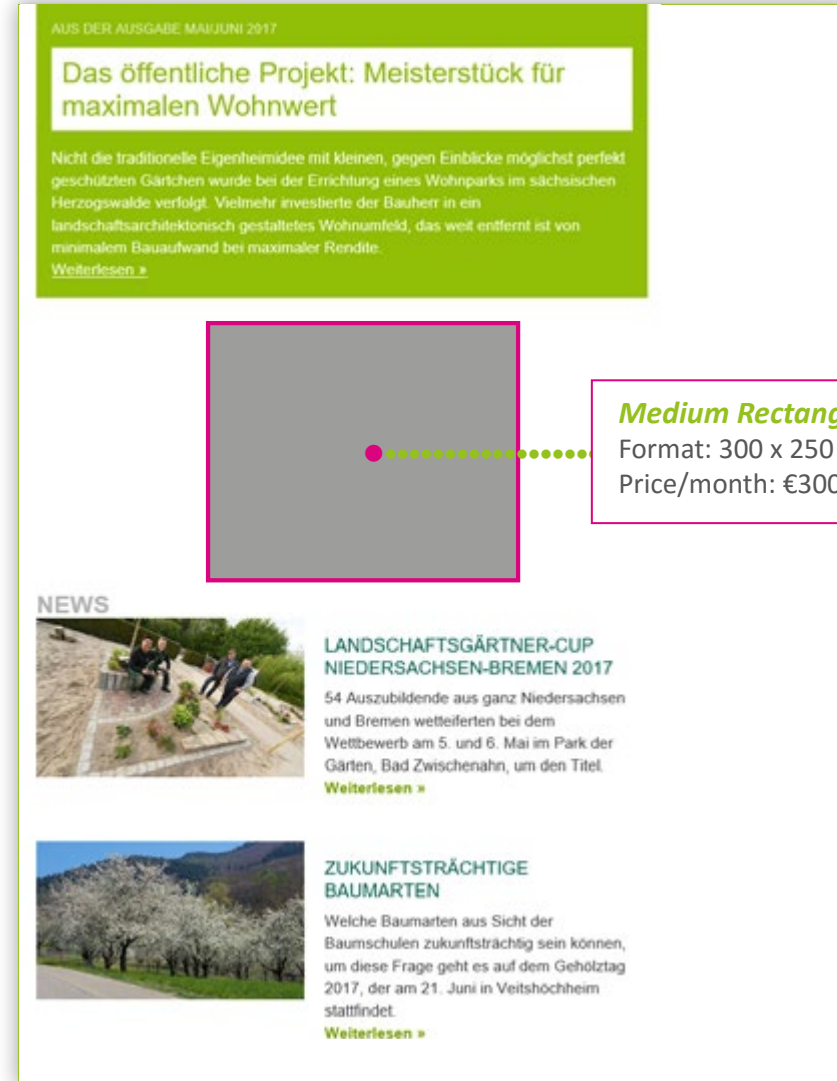 AUS DER AUSGABE MAI/JUNI 2017
Das öffentliche Projekt: Meisterstück für
maximalen Wohnwert
Nicht die traditionelle Eigenheimidee mit kleinen, gegen Einblicke möglichst perfekt
geschützten Gärtchen wurde bei der Errichtung eines Wohnparks im sächsischen
Herzogswalde verfolgt. Vielmehr investierte der Bauherr in ein
landschaftsarchitektonisch gestaltetes Wohnumfeld, das weit entfernt ist von
minimalem Bauaufwand bei maximaler Rendite.
Weiterlesen »
Medium Rectang
Format: 300 x 250
Price/month: €300
NEWS
LANDSCHAFTSGÄRTNER-CUP
NIEDERSACHSEN-BREMEN 2017
54 Auszubildende aus ganz Niedersachsen
und Bremen wetteiferten bei dem
Wettbewerb am 5. und 6. Mai im Park der
Gärten, Bad Zwischenahn, um den Titel.
Weiterlesen »
ZUKUNFTSTRÄCHTIGE
BAUMARTEN
Welche Baumarten aus Sicht der
Baumschulen zukunftsträchtig sein können,
um diese Frage geht es auf dem Gehölztag
2017, der am 21. Juni in Veitshöchheim
stattfindet.
Weiterlesen »